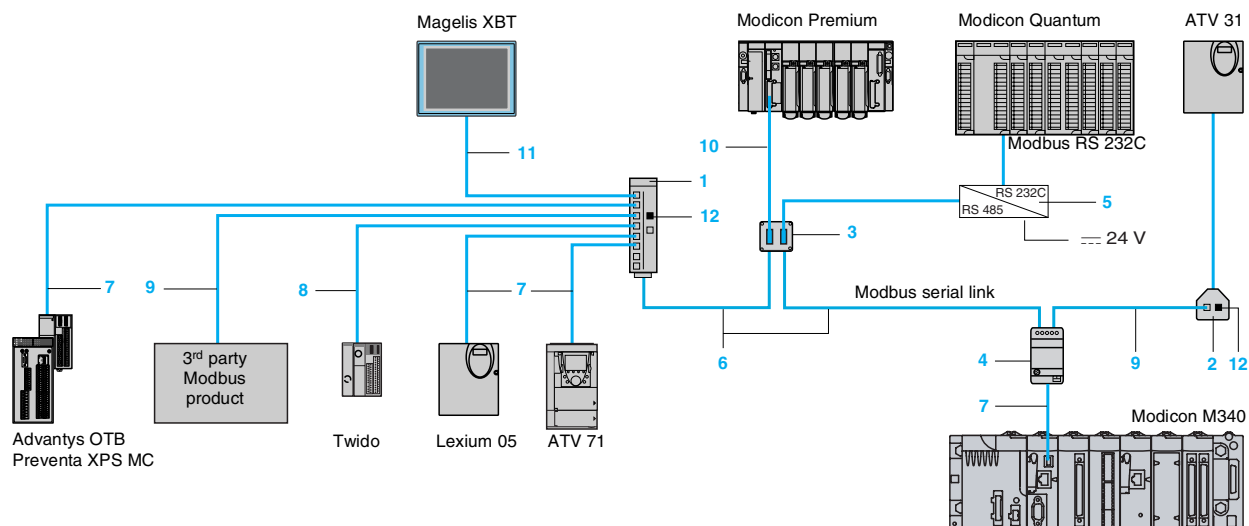 Magelis XBT
Modicon Premium
Modicon Quantum
ATV 31
Modbus RS 232C
11
10
1
12
RS 232C
RS 485
5
3
24 V
7
9
8
7
Modbus serial link
6
4
9
2
12
7
3rd party
Modbus
product
Advantys OTB
Preventa XPS MC
Twido
Lexium 05
ATV 71
Modicon M340